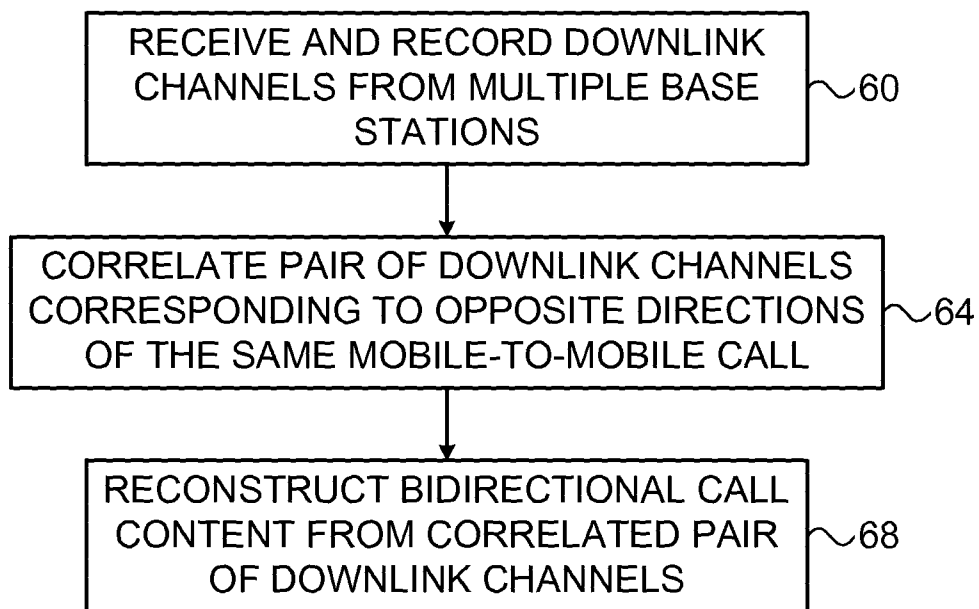 RECEIVE AND RECORD DOWNLINK
CHANNELS FROM MULTIPLE BASE
STATIONS
60
CORRELATE PAIR OF DOWNLINK CHANNELS
CORRESPONDING TO OPPOSITE DIRECTIONS
OF THE SAME MOBILE-TO-MOBILE CALL
64
RECONSTRUCT BIDIRECTIONAL CALL
CONTENT FROM CORRELATED PAIR
OF DOWNLINK CHANNELS
68